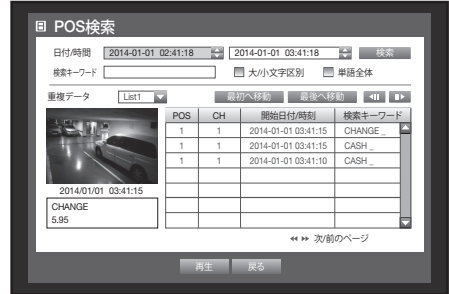 POS検索
日付/時間 2014-01-01 02:41:18 2014-01-01 03:41:18 検索
検索キーワード 大/小文字区別 単語全体
重複データ List1 最初へ移動 最後へ移動
POS CH 開始日付/時刻 検索キーワード
1 1 2014-01-01 03:41:15 CHANGE _
1 1 2014-01-01 03:41:15 CASH _
1 1 2014-01-01 03:41:10 CASH _
2014/01/01 03:41:15
CHANGE
5.95
次/前のページ
再生 戻る